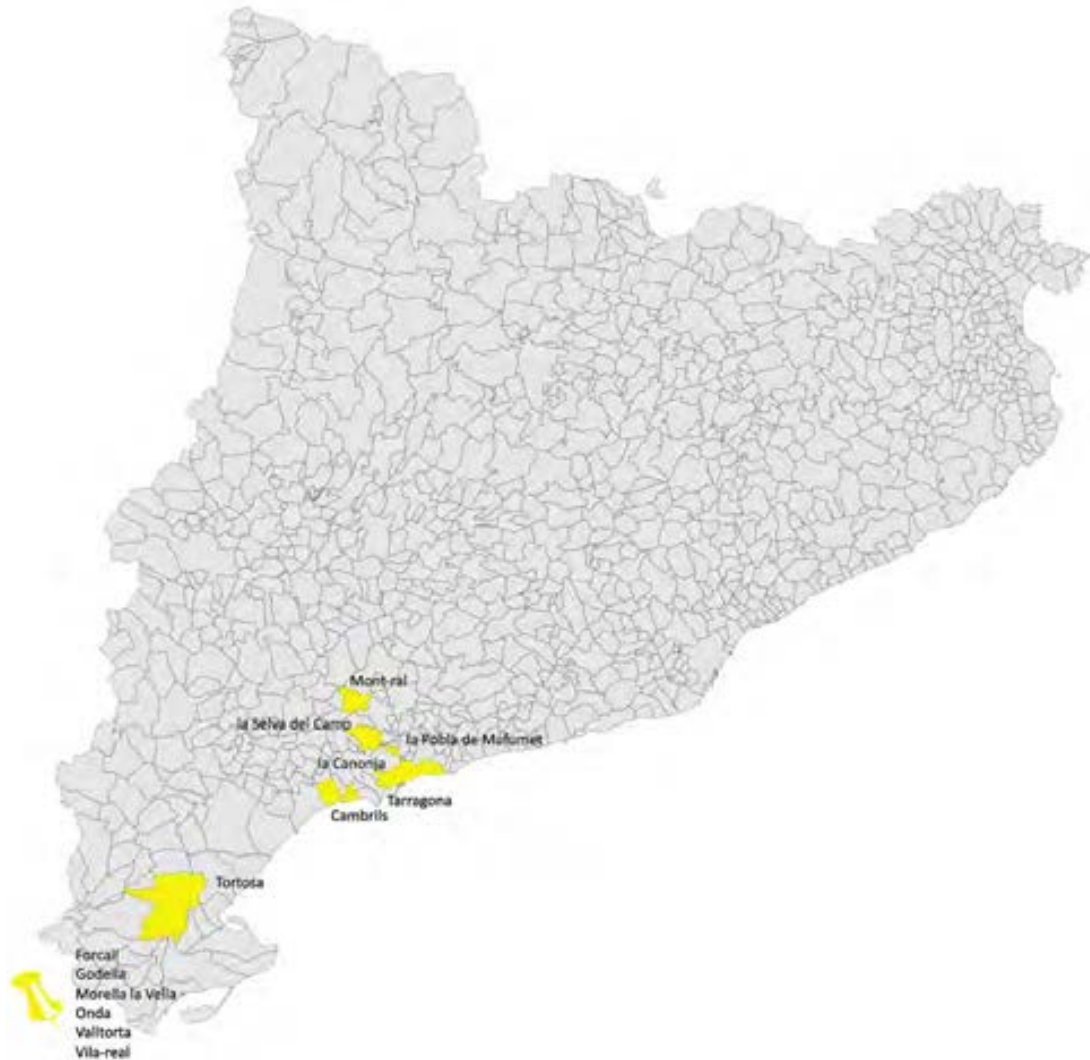 Mont-ral
la Selva del Camp
la Pobla de Mafumet
la Canonja
Tarragona
Cambrils
Tortosa
Forcall
Godella
Morella la Vella -
Onda
Valltorta
Vila-real